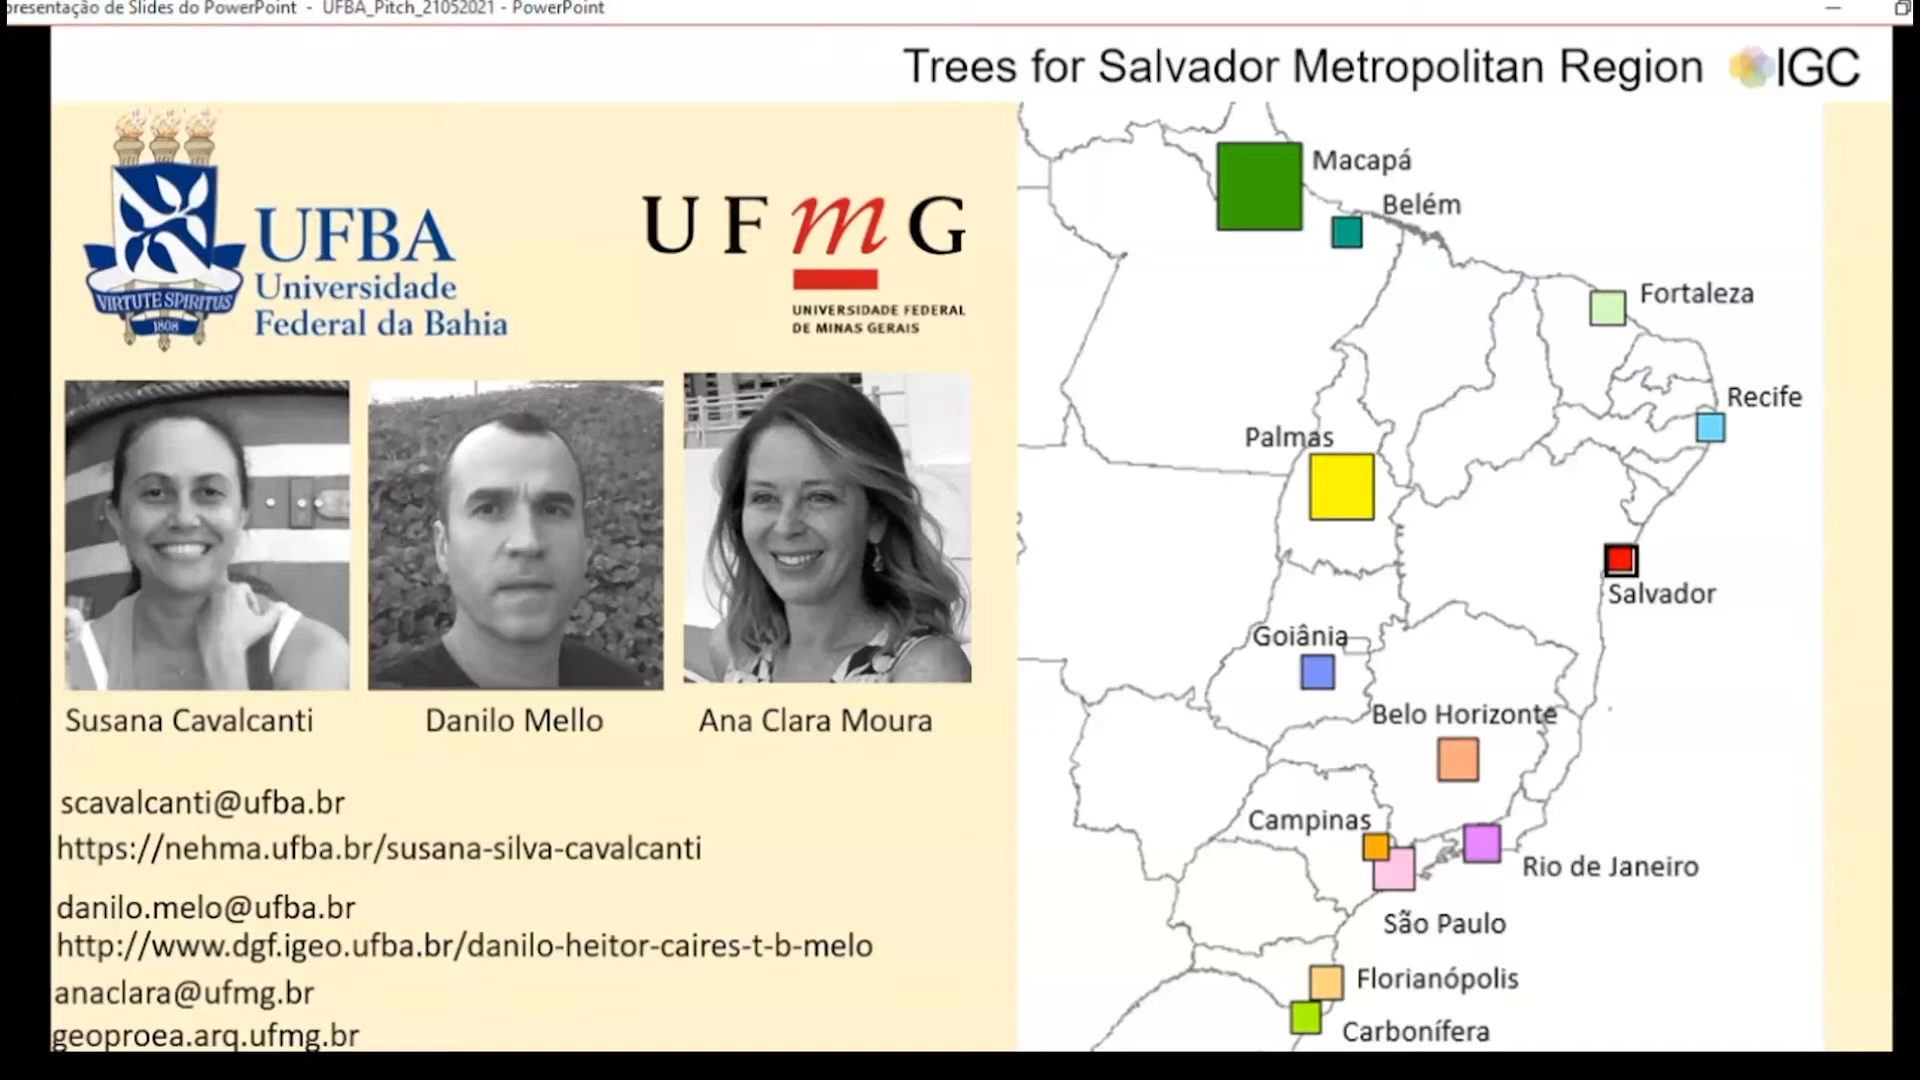 presentação de Slides do PowerPoint - UFBA_Pitch_21052021 - PowerPoint
Trees for Salvador Metropolitan Region
IGC
VIRTUTE SPIRITUS
1808
UFBA
Universidade
Federal da Bahia
UFmG
UNIVERSIDADE FEDERAL
DE MINAS GERAIS
Susana Cavalcanti
Danilo Mello
Ana Clara Moura
scavalcanti@ufba.br
https://nehma.ufba.br/susana-silva-cavalcanti
danilo.melo@ufba.br
http://www.dgf.igeo.ufba.br/danilo-heitor-caires-t-b-melo
anaclara@ufmg.br
geoproea.arq.ufmg.br
Macapá
Belém
Fortaleza
Recife
Palmas
Salvador
Goiânia
Belo Horizonte
Campinas
Rio de Janeiro
São Paulo
Florianópolis
Carbonífera